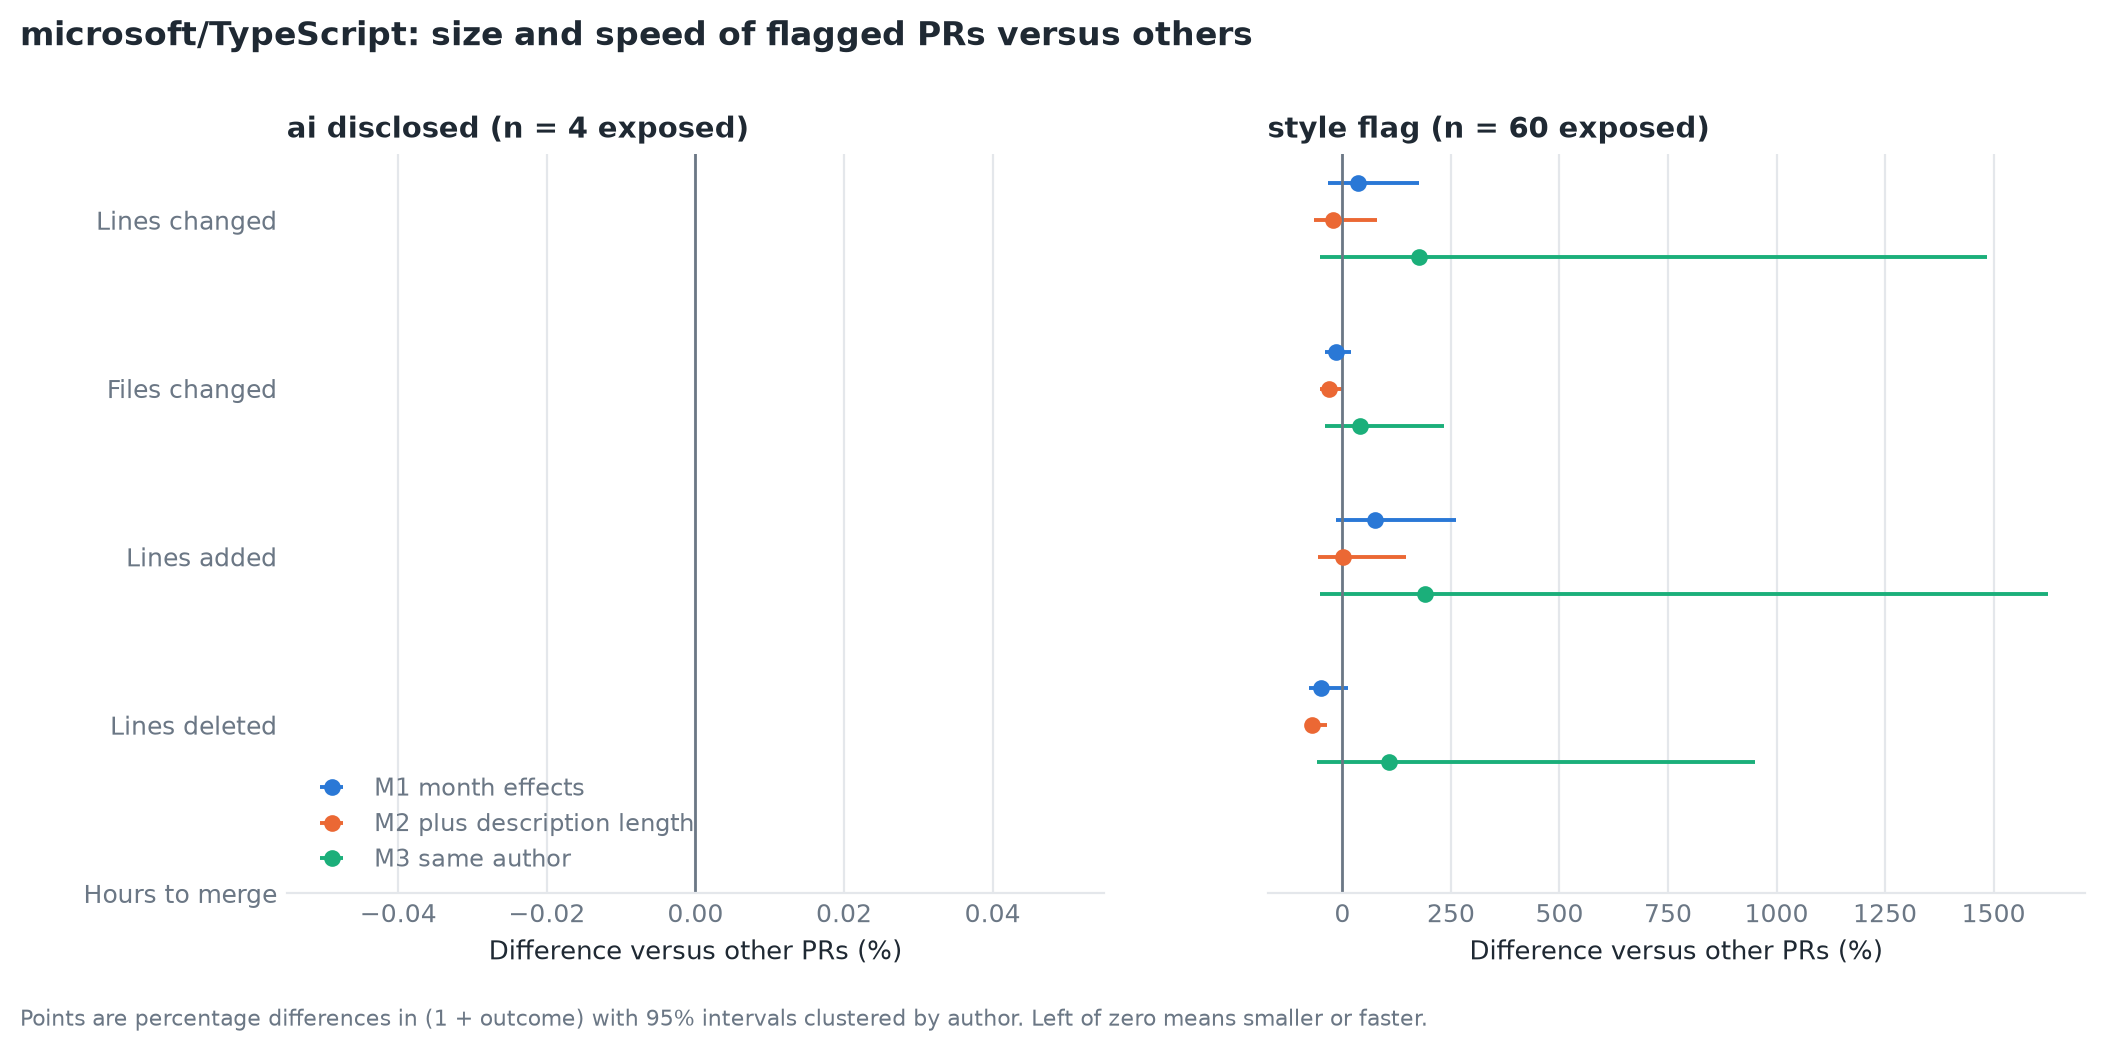 microsoft/TypeScript: size and speed of flagged PRs versus others
ai disclosed (n = 4 exposed)
style flag (n = 60 exposed)
Lines changed
Files changed
Lines added
Lines deleted
Hours to merge
M1 month effects
M2 plus description length
M3 same author
−0.04 −0.02 0.00 0.02 0.04
0 250 500 750 1000 1250 1500
Difference versus other PRs (%)
Difference versus other PRs (%)
Points are percentage differences in (1 + outcome) with 95% intervals clustered by author. Left of zero means smaller or faster.